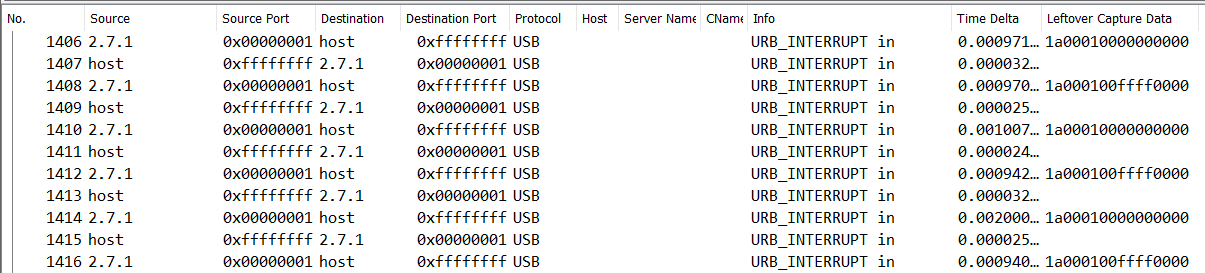 No. Source Source Port Destination Destination Port Protocol Host Server Name CName Info Time Delta Leftover Capture Data
1406 2.7.1 0x00000001 host 0xffffffff USB URB_INTERRUPT in 0.000971… 1a00010000000000
1407 host 0xffffffff 2.7.1 0x00000001 USB URB_INTERRUPT in 0.000032…
1408 2.7.1 0x00000001 host 0xffffffff USB URB_INTERRUPT in 0.000970… 1a000100ffff0000
1409 host 0xffffffff 2.7.1 0x00000001 USB URB_INTERRUPT in 0.000025…
1410 2.7.1 0x00000001 host 0xffffffff USB URB_INTERRUPT in 0.001007… 1a00010000000000
1411 host 0xffffffff 2.7.1 0x00000001 USB URB_INTERRUPT in 0.000024…
1412 2.7.1 0x00000001 host 0xffffffff USB URB_INTERRUPT in 0.000942… 1a000100ffff0000
1413 host 0xffffffff 2.7.1 0x00000001 USB URB_INTERRUPT in 0.000032…
1414 2.7.1 0x00000001 host 0xffffffff USB URB_INTERRUPT in 0.002000… 1a00010000000000
1415 host 0xffffffff 2.7.1 0x00000001 USB URB_INTERRUPT in 0.000025…
1416 2.7.1 0x00000001 host 0xffffffff USB URB_INTERRUPT in 0.000940… 1a000100ffff0000